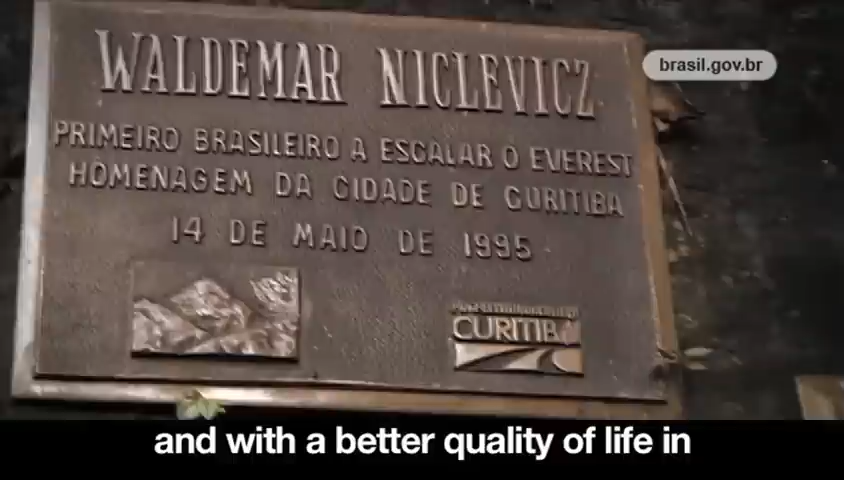 WALDEMAR NICLEVICZ
brasil.gov.br
PRIMEIRO BRASILEIRO A ESCALAR O EVEREST
HOMENAGEM DA CIDADE DE CURITIBA
14 DE MAIO DE 1995
CURITIBA
and with a better quality of life in